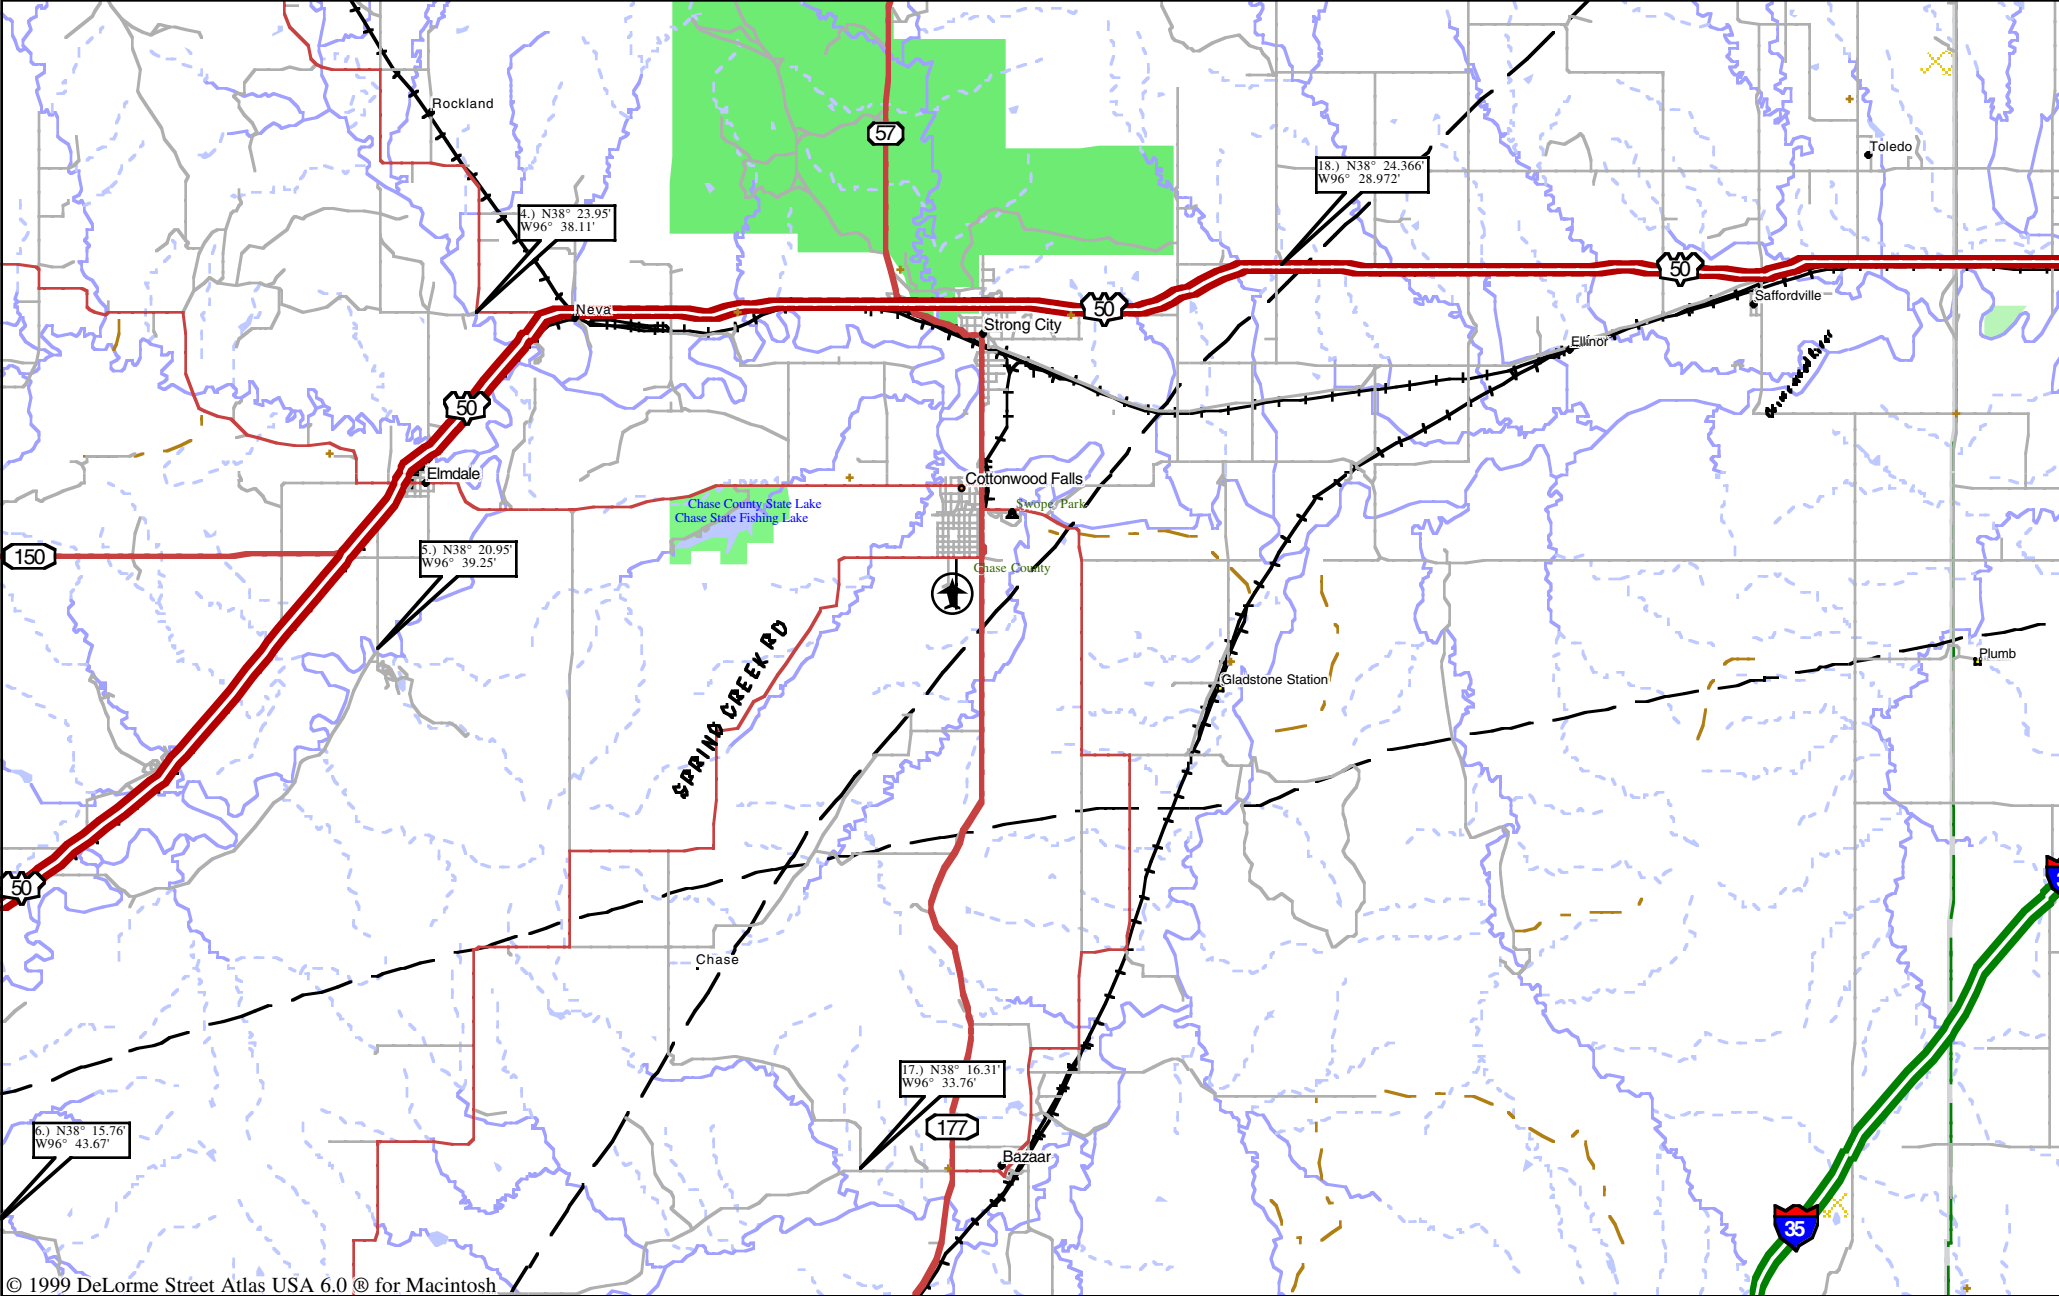 Rockland
57
Toledo
18.) N38° 24.366'
W96° 28.972'
4.) N38° 23.95'
W96° 38.11'
50
Saffordville
Neva
50
Strong City
Ellinor
50
Elmdale
Cottonwood Falls
Chase County State Lake
Swope Park
Chase State Fishing Lake
150
5.) N38° 20.95'
W96° 39.25'
Chase County
SPRING CREEK RD
Plumb
Gladstone Station
50
Chase
17.) N38° 16.31'
W96° 33.76'
177
6.) N38° 15.76'
W96° 43.67'
Bazaar
35
© 1999 DeLorme Street Atlas USA 6.0 ® for Macintosh